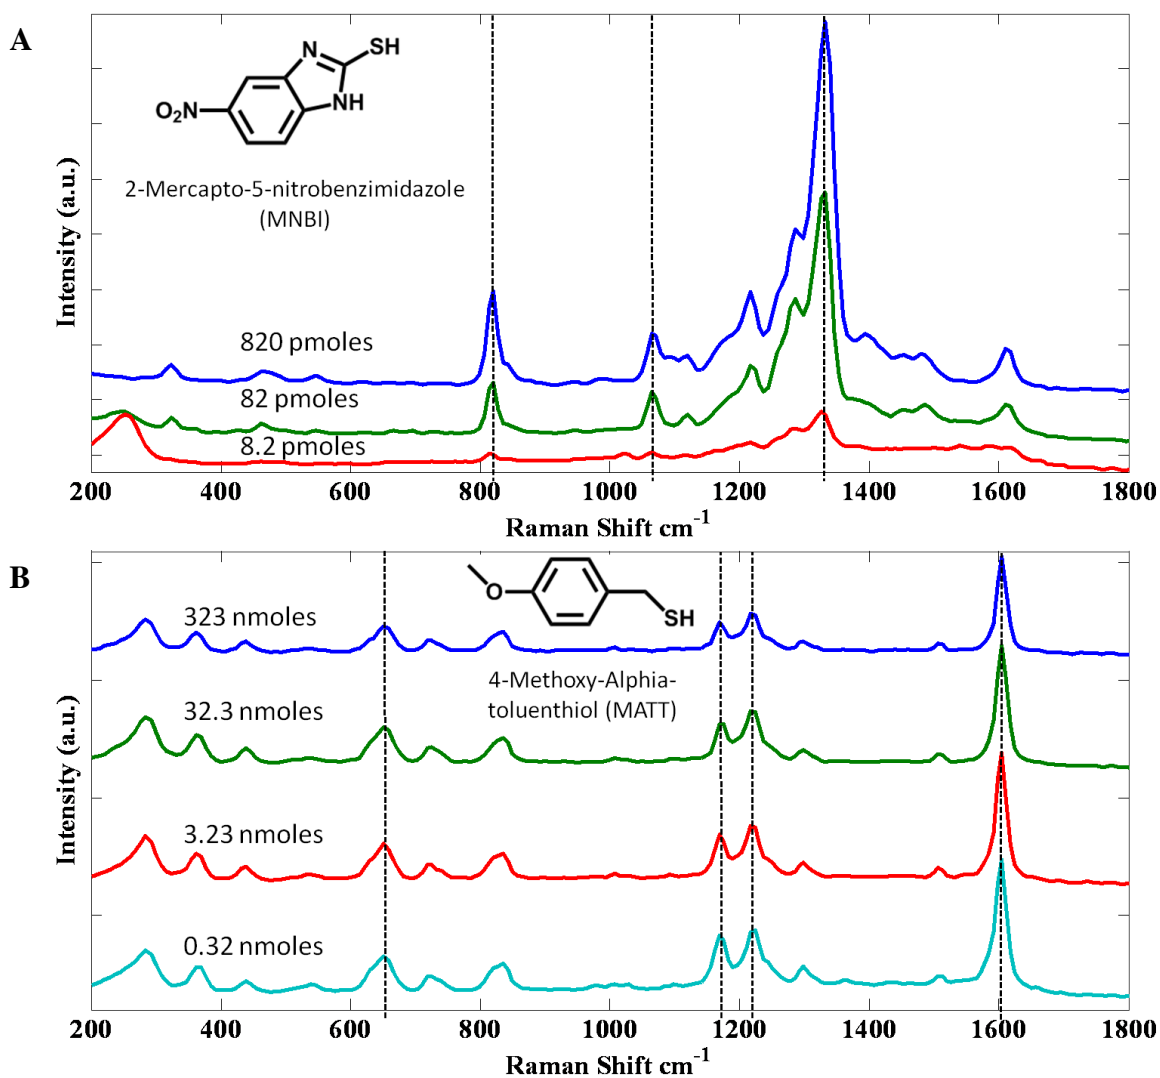 A
N
SH
O₂N
NH
2-Mercapto-5-nitrobenzimidazole
(MNBI)
820 pmoles
82 pmoles
8.2 pmoles
Intensity (a.u.)
200 400 600 800 1000 1200 1400 1600 1800
Raman Shift cm⁻¹
B
O
SH
4-Methoxy-Alphia-
toluenthiol (MATT)
323 nmoles
32.3 nmoles
3.23 nmoles
0.32 nmoles
Intensity (a.u.)
200 400 600 800 1000 1200 1400 1600 1800
Raman Shift cm⁻¹